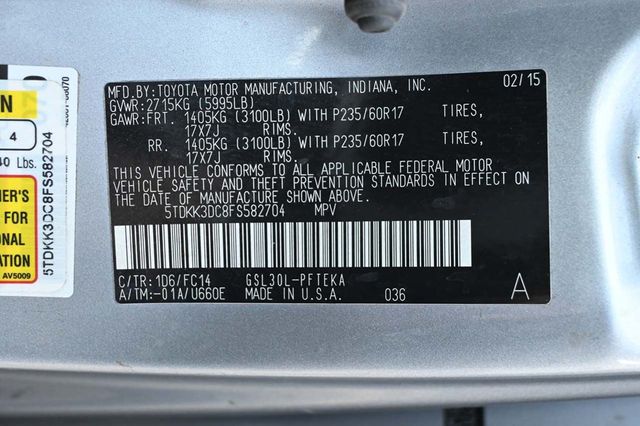 MFD.BY: TOYOTA MOTOR MANUFACTURING, INDIANA, INC. 02/15
GVWR: 2715KG (5995LB)
GAWR: FRT. 1405KG (3100LB) WITH P235/60R17 TIRES,
17X7J RIMS.
RR. 1405KG (3100LB) WITH P235/60R17 TIRES,
17X7J RIMS.
THIS VEHICLE CONFORMS TO ALL APPLICABLE FEDERAL MOTOR
VEHICLE SAFETY AND THEFT PREVENTION STANDARDS IN EFFECT ON
THE DATE OF MANUFACTURE SHOWN ABOVE.
5TDKK3DC8FS582704 MPV
C/TR: 1D6/FC14 GSL30L-PFTEKA
A/TM:-01A/U660E MADE IN U.S.A. 036 A
4
40 Lbs.
FOR
AV5009
5TDKK3DC8FS582704